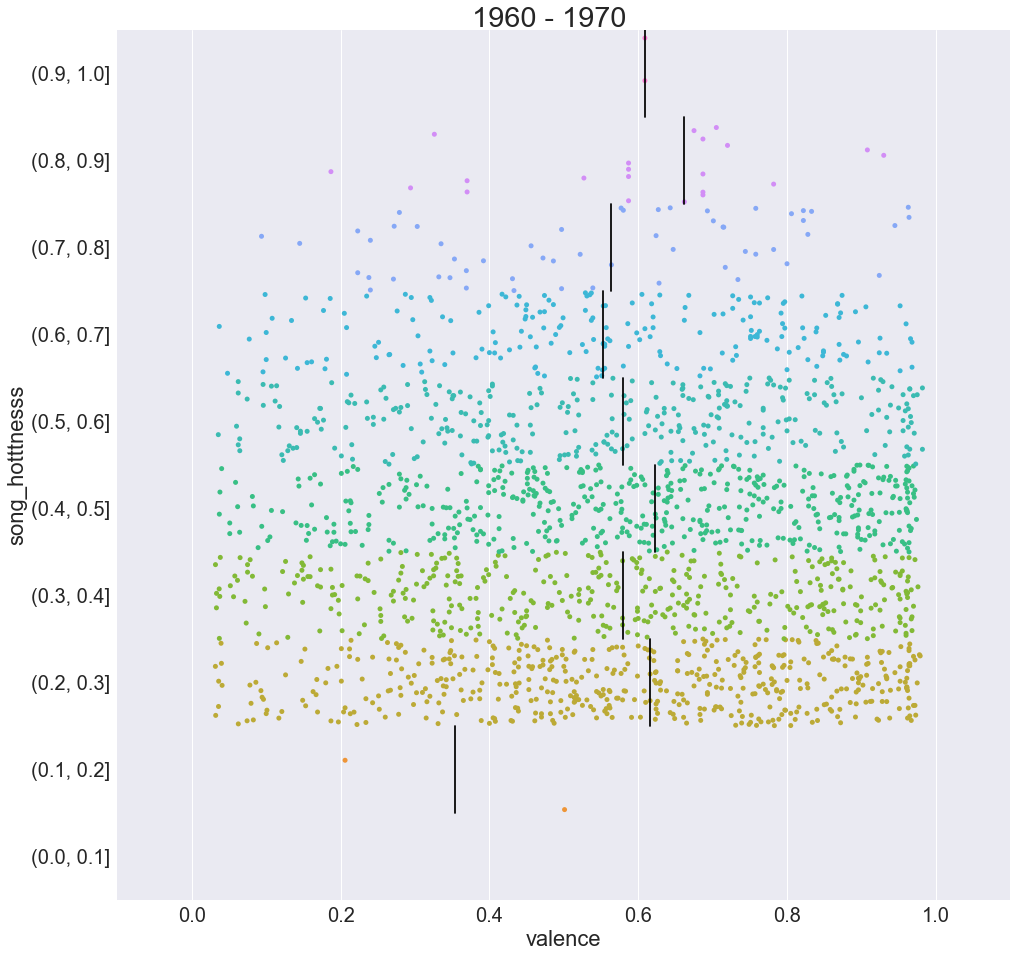 1960 - 1970
(0.9, 1.0]
(0.8, 0.9]
(0.7, 0.8]
(0.6, 0.7]
(0.5, 0.6]
(0.4, 0.5]
(0.3, 0.4]
(0.2, 0.3]
(0.1, 0.2]
(0.0, 0.1]
song_hotttnesss
0.0 0.2 0.4 0.6 0.8 1.0
valence